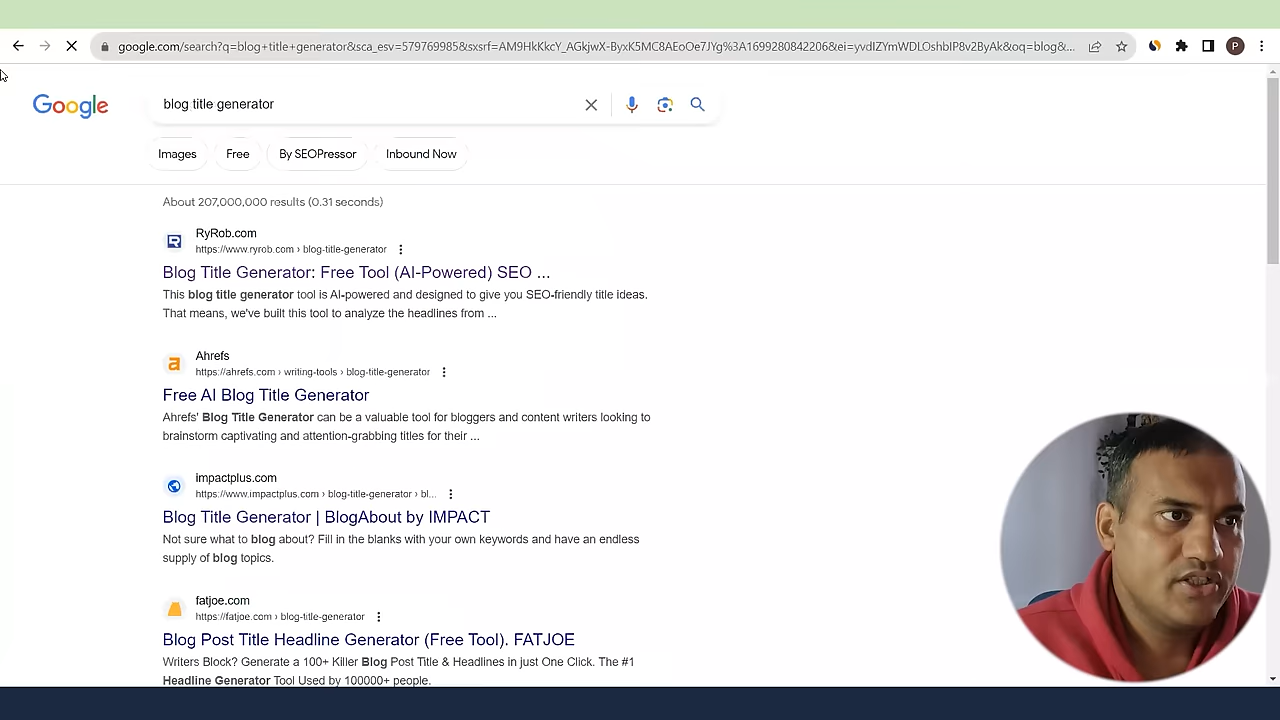 google.com/search?q=blog+title+generator&sca_esv=579769983&sxsrf=AM9HkKkcY_AGkjwX-ByxK5MC8AEoOe7JYg%3A1699280842206&ei=yvdIZYmWDLOshbIP8v2ByAk&oq=blog&...
P
Google
blog title generator
Images
Free
By SEOPressor
Inbound Now
About 207,000,000 results (0.31 seconds)
RyRob.com
https://www.ryrob.com › blog-title-generator
Blog Title Generator: Free Tool (AI-Powered) SEO ...
This blog title generator tool is AI-powered and designed to give you SEO-friendly title ideas.
That means, we've built this tool to analyze the headlines from ...
Ahrefs
https://ahrefs.com › writing-tools › blog-title-generator
Free AI Blog Title Generator
Ahrefs' Blog Title Generator can be a valuable tool for bloggers and content writers looking to
brainstorm captivating and attention-grabbing titles for their ...
impactplus.com
https://www.impactplus.com › blog-title-generator › bl...
Blog Title Generator | BlogAbout by IMPACT
Not sure what to blog about? Fill in the blanks with your own keywords and have an endless
supply of blog topics.
fatjoe.com
https://fatjoe.com › blog-title-generator
Blog Post Title Headline Generator (Free Tool). FATJOE
Writers Block? Generate a 100+ Killer Blog Post Title & Headlines in just One Click. The #1
Headline Generator Tool Used by 100000+ people.